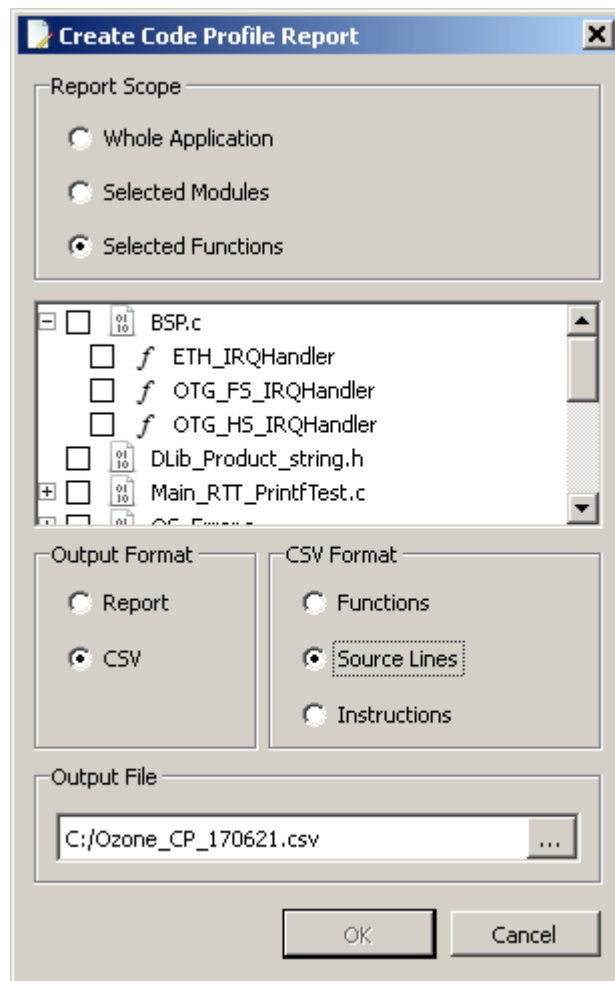 Create Code Profile Report
Report Scope
Whole Application
Selected Modules
Selected Functions
BSP.c
f ETH_IRQHandler
f OTG_FS_IRQHandler
f OTG_HS_IRQHandler
DLib_Product_string.h
Main_RTT_PrintfTest.c
Output Format
CSV Format
Report
Functions
CSV
Source Lines
Instructions
Output File
C:/Ozone_CP_170621.csv
...
OK
Cancel